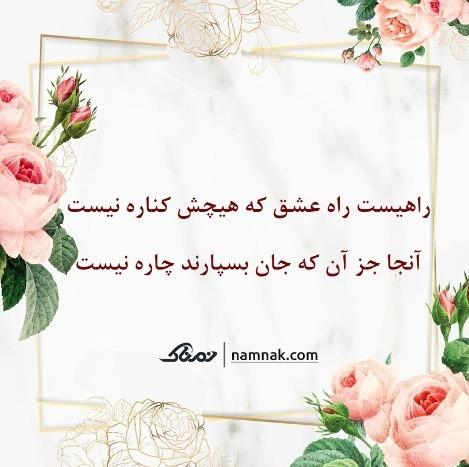 راهیست راه عشق که هیچش کناره نیست
آنجا جز آن که جان بسپارند چاره نیست
نمناک | namnak.com